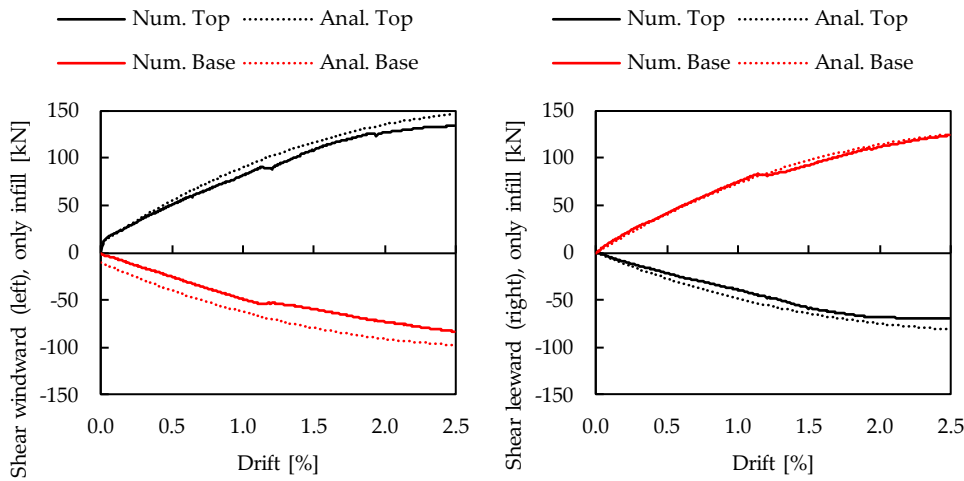 Num. Top
Anal. Top
Num. Base
Anal. Base
Shear windward (left), only infill [kN]
150
100
50
0
-50
-100
-150
0.0 0.5 1.0 1.5 2.0 2.5
Drift [%]
Num. Top
Anal. Top
Num. Base
Anal. Base
Shear leeward (right), only infill [kN]
150
100
50
0
-50
-100
-150
0.0 0.5 1.0 1.5 2.0 2.5
Drift [%]